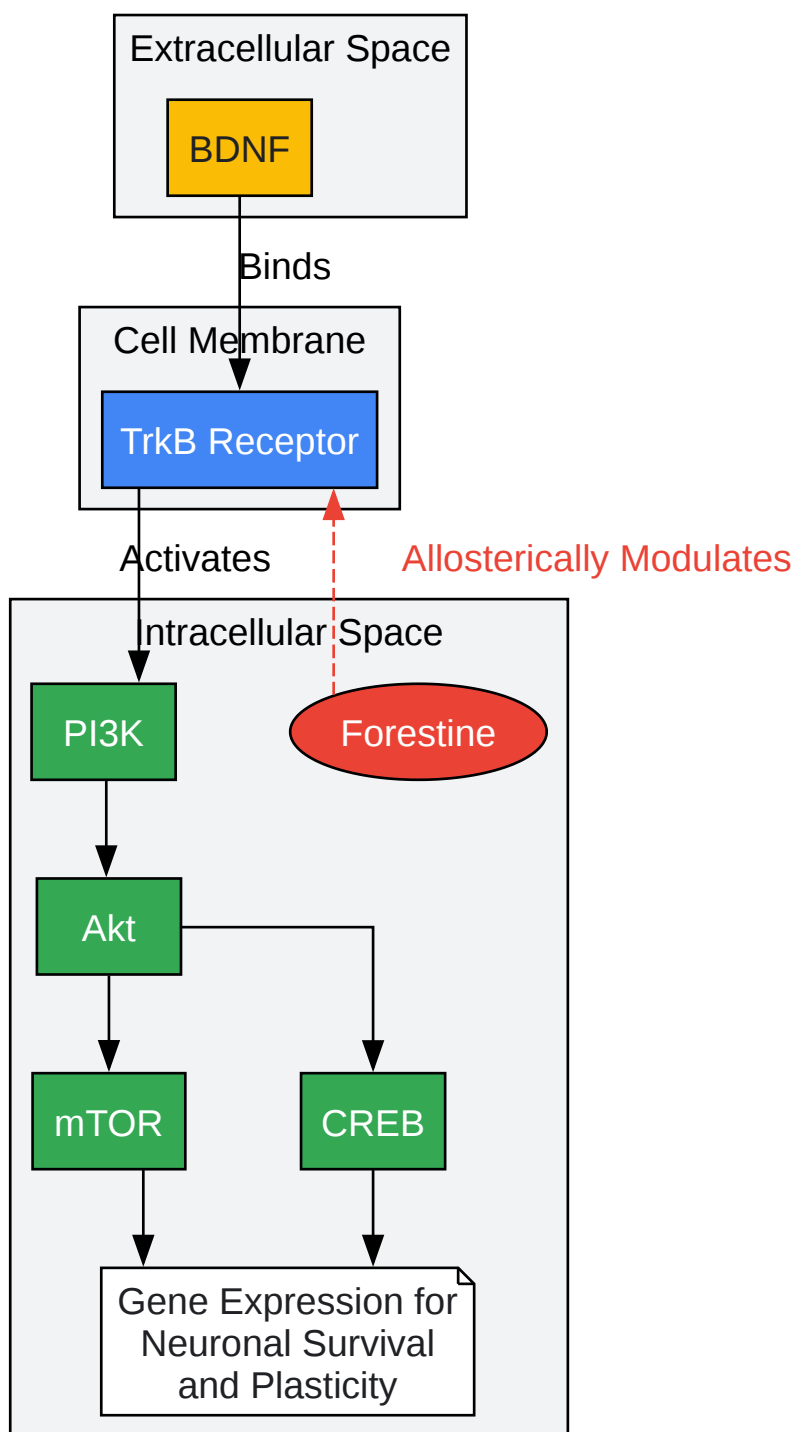 Extracellular Space
BDNF
Binds
Cell Membrane
TrkB Receptor
Activates
Allosterically Modulates
Intracellular Space
PI3K
Forestine
Akt
mTOR
CREB
Gene Expression for
Neuronal Survival
and Plasticity